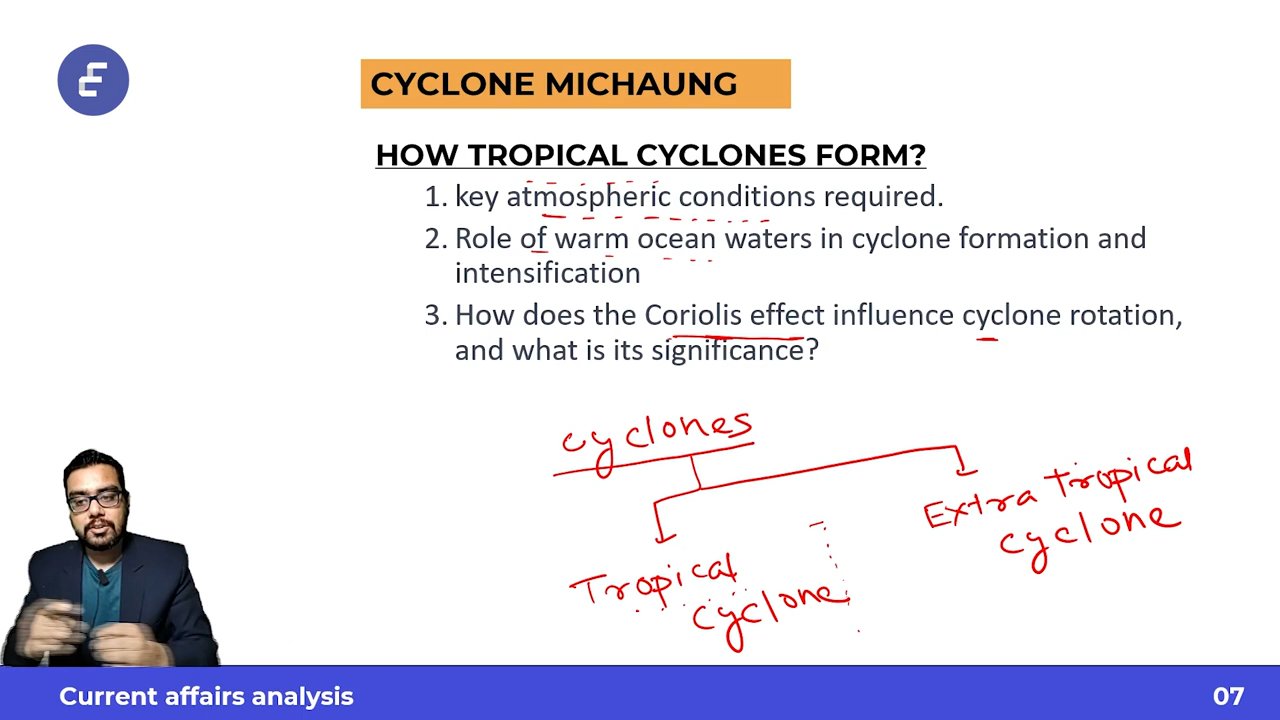 CYCLONE MICHAUNG
HOW TROPICAL CYCLONES FORM?
1. key atmospheric conditions required.
2. Role of warm ocean waters in cyclone formation and
intensification
3. How does the Coriolis effect influence cyclone rotation,
and what is its significance?
cyclones
Tropical
cyclone
Extra Tropical
cyclone
Current affairs analysis
07